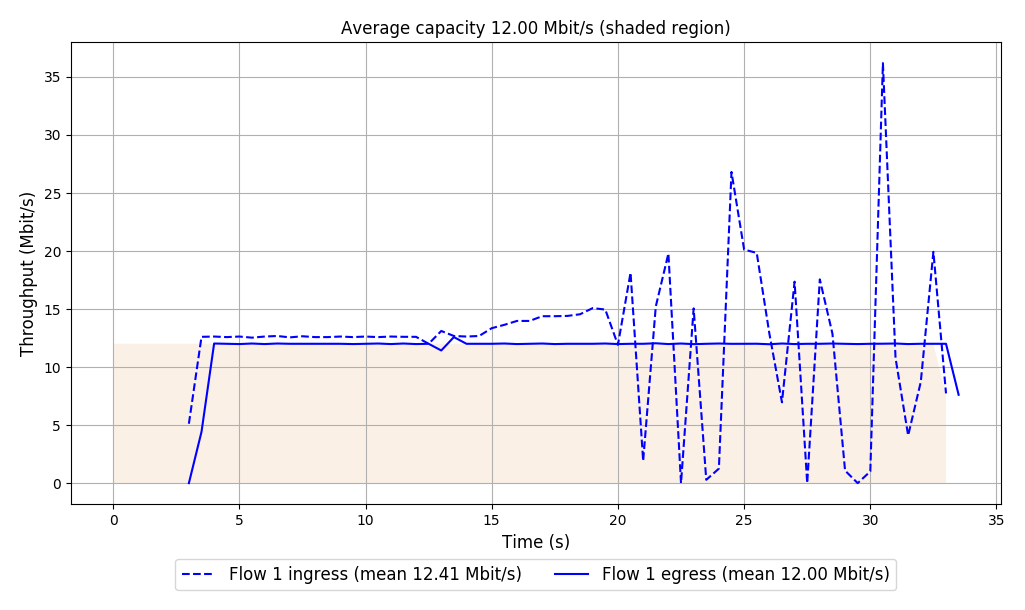 Average capacity 12.00 Mbit/s (shaded region)
Throughput (Mbit/s)
35
30
25
20
15
10
5
0
0 5 10 15 20 25 30 35
Time (s)
Flow 1 ingress (mean 12.41 Mbit/s) Flow 1 egress (mean 12.00 Mbit/s)